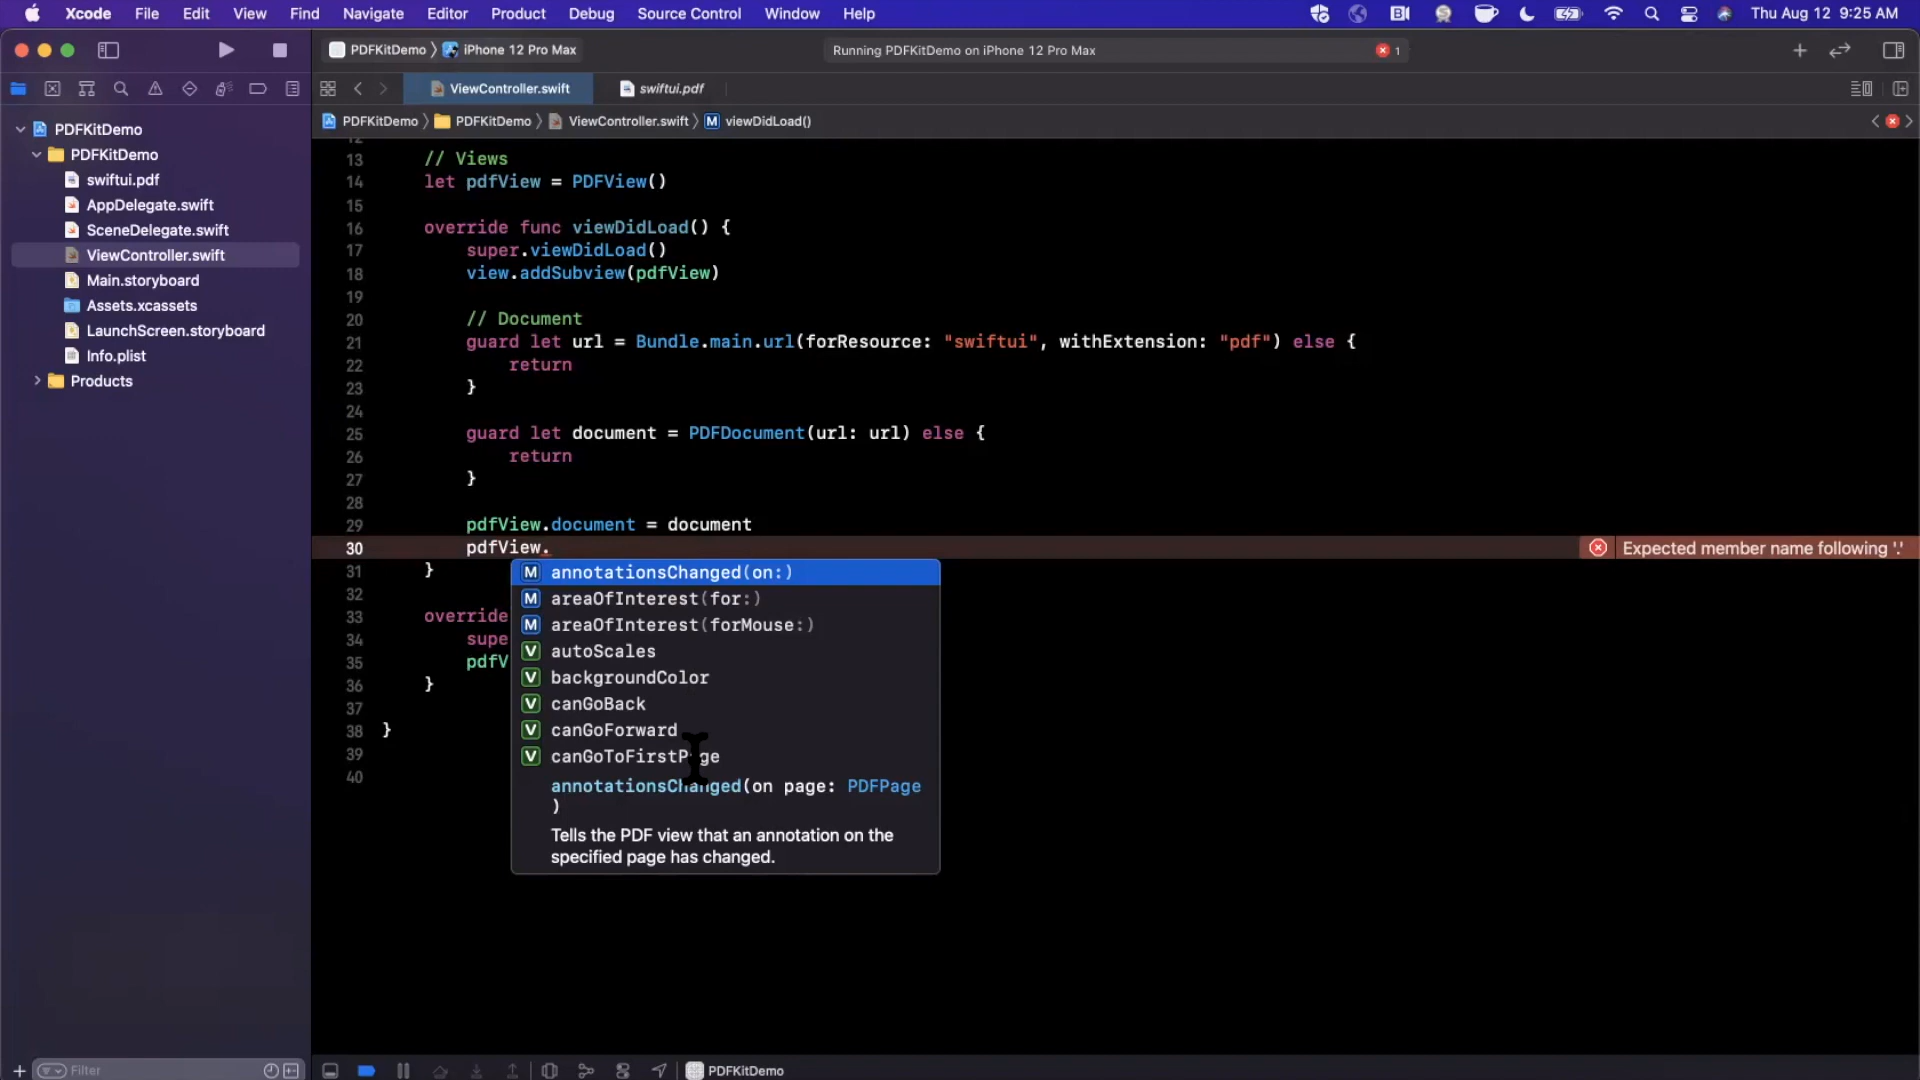 Xcode File Edit View Find Navigate Editor Product Debug Source Control Window Help Thu Aug 12 9:25 AM
PDFKitDemo iPhone 12 Pro Max Running PDFKitDemo on iPhone 12 Pro Max 1
ViewController.swift swiftui.pdf
PDFKitDemo PDFKitDemo ViewController.swift M viewDidLoad()
PDFKitDemo
PDFKitDemo
swiftui.pdf
AppDelegate.swift
SceneDelegate.swift
ViewController.swift
Main.storyboard
Assets.xcassets
LaunchScreen.storyboard
Info.plist
Products
12
13 // Views
14 let pdfView = PDFView()
15
16 override func viewDidLoad() {
17 super.viewDidLoad()
18 view.addSubview(pdfView)
19
20 // Document
21 guard let url = Bundle.main.url(forResource: "swiftui", withExtension: "pdf") else {
22 return
23 }
24
25 guard let document = PDFDocument(url: url) else {
26 return
27 }
28
29 pdfView.document = document
30 pdfView. Expected member name following '.'
31 }
32
33 override
34 supe
35 pdfV
36 }
37
38 }
39
40
M annotationsChanged(on:)
M areaOfInterest(for:)
M areaOfInterest(forMouse:)
V autoScales
V backgroundColor
V canGoBack
V canGoForward
V canGoToFirstPage
annotationsChanged(on page: PDFPage
)
Tells the PDF view that an annotation on the
specified page has changed.
Filter PDFKitDemo